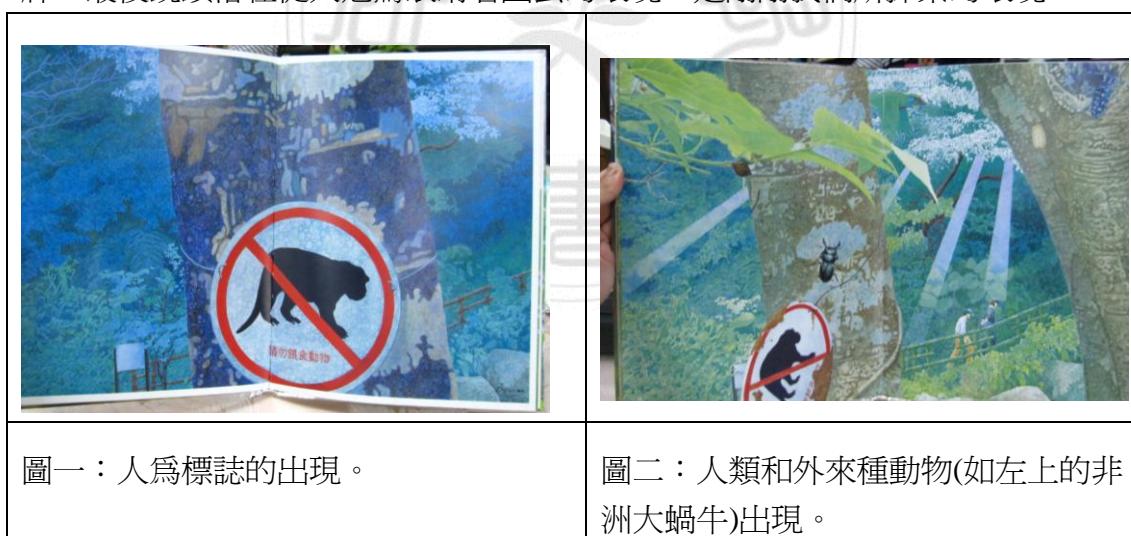 請勿餵食動物
圖一：人爲標誌的出現。
圖二：人類和外來種動物(如左上的非
洲大蝸牛)出現。